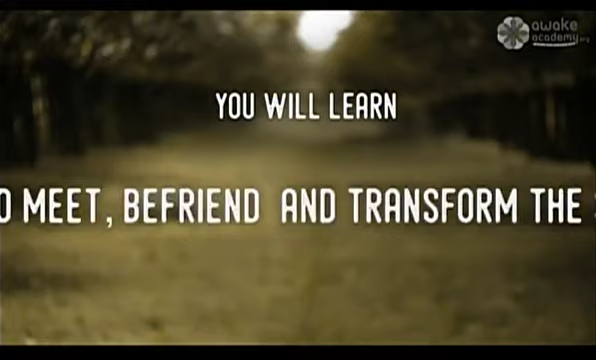 awake
academy.org
YOU WILL LEARN
O MEET, BEFRIEND AND TRANSFORM THE